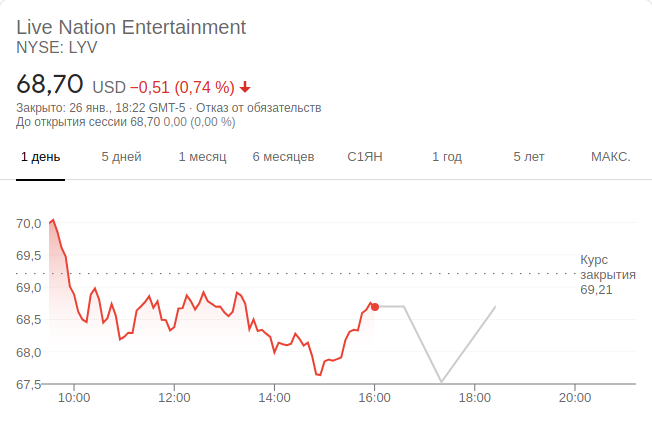 Live Nation Entertainment
NYSE: LYV
68,70 USD −0,51 (0,74 %)
Закрыто: 26 янв., 18:22 GMT-5 · Отказ от обязательств
До открытия сессии 68,70 0,00 (0,00 %)
1 день 5 дней 1 месяц 6 месяцев С1ЯН 1 год 5 лет МАКС.
70,0
69,5
Курс
закрытия
69,21
69,0
68,5
68,0
67,5
10:00 12:00 14:00 16:00 18:00 20:00